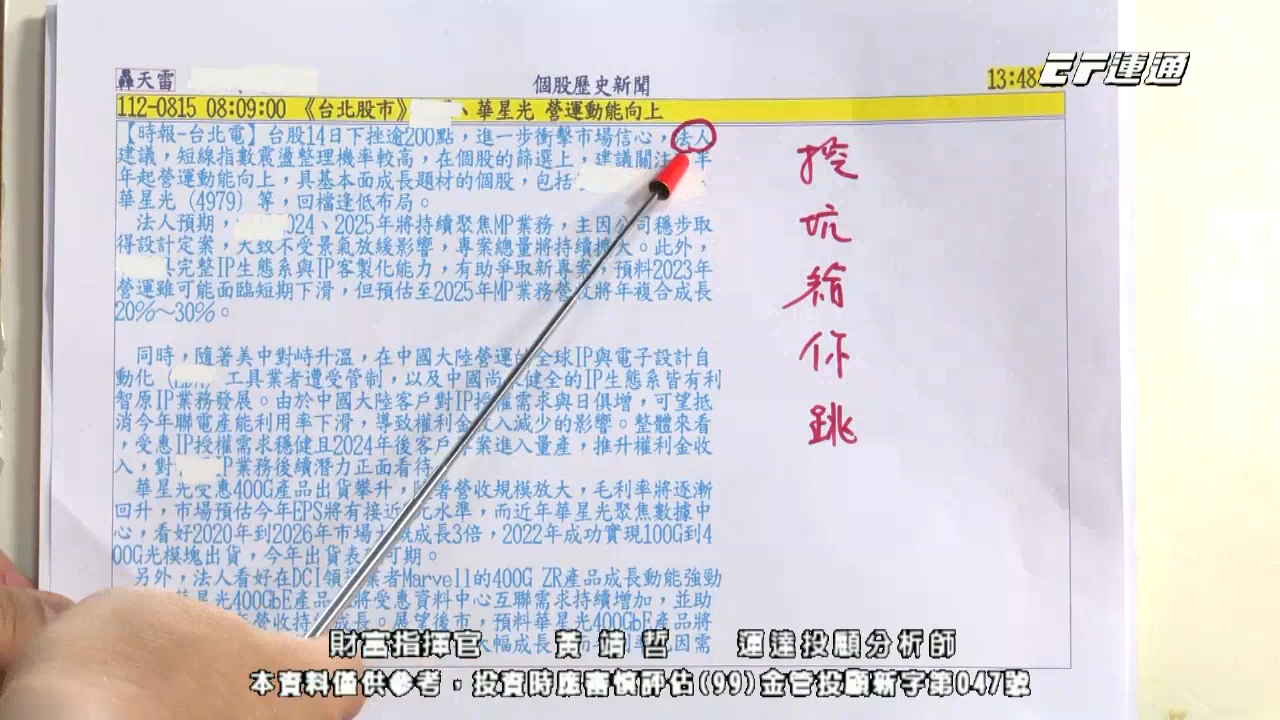 轟天雷
個股歷史新聞
13:48
運通
112-0815 08:09:00 《台北股市》 、華星光 營運動能向上
【時報-台北電】台股14日下挫逾200點，進一步衝擊市場信心，法人
建議，短線指數震盪整理機率較高，在個股的篩選上，建議關注 半
年起營運動能向上，具基本面成長題材的個股，包括
華星光 (4979) 等，回檔逢低布局。
法人預期， 024、2025年將持續聚焦MP業務，主因公司穩步取
得設計定案，大致不受景氣放緩影響，專案總量將持續擴大。此外，
具完整IP生態系與IP客製化能力，有助爭取新專案，預料2023年
營運雖可能面臨短期下滑，但預估至2025年MP業務營收將年複合成長
20%～30%。
同時，隨著美中對峙升溫，在中國大陸營運的全球IP與電子設計自
動化 工具業者遭受管制，以及中國尚未健全的IP生態系皆有利
智原IP業務發展。由於中國大陸客戶對IP授權需求與日俱增，可望抵
消今年聯電產能利用率下滑，導致權利金收入減少的影響。整體來看
，受惠IP授權需求穩健且2024年後客戶專案進入量產，推升權利金收
入，對 P業務後續潛力正面看待
華星光受惠400G產品出貨攀升，隨著營收規模放大，毛利率將逐漸
回升，市場預估今年EPS將有接近 元水準，而近年華星光聚焦數據中
心，看好2020年到2026年市場 成長3倍，2022年成功實現100G到4
00G光模塊出貨，今年出貨表 可期。
另外，法人看好在DCI領 業者Marvell的400G ZR產品成長動能強勁
星光400GbE產品 將受惠資料中心互聯需求持續增加，並助
營收持 成長。展望後市，預料華星光400GbE產品將
大幅成長 因需
挖
坑
給
你
跳
財富指揮官 黃靖哲 運達投顧分析師
本資料僅供參考，投資時應審慎評估(99)金管投顧新字第047號